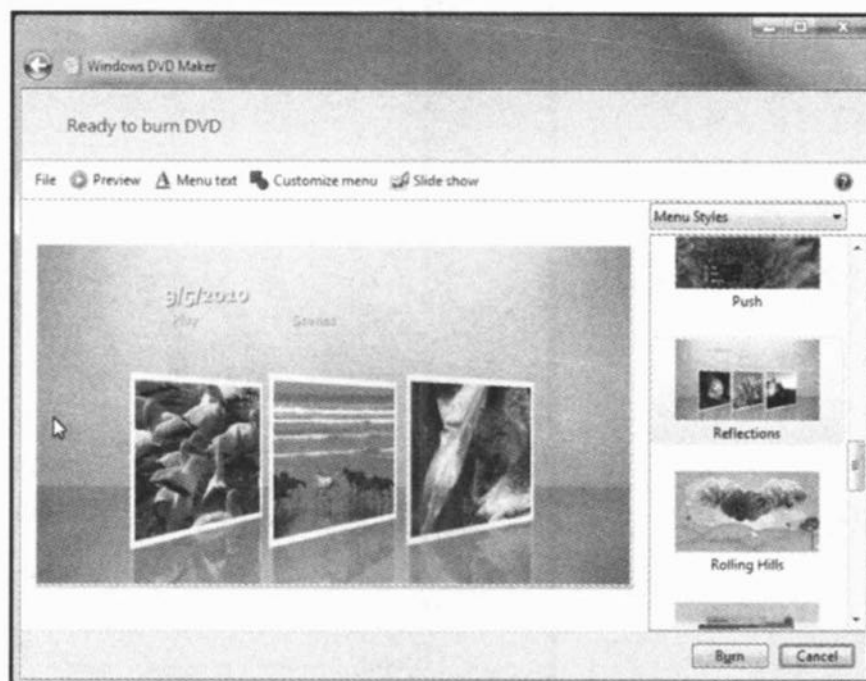 Windows DVD Maker
Ready to burn DVD
File Preview Menu text Customize menu Slide show
Menu Styles
9/5/2010
Play Scenes
Push
Reflections
Rolling Hills
Burn Cancel